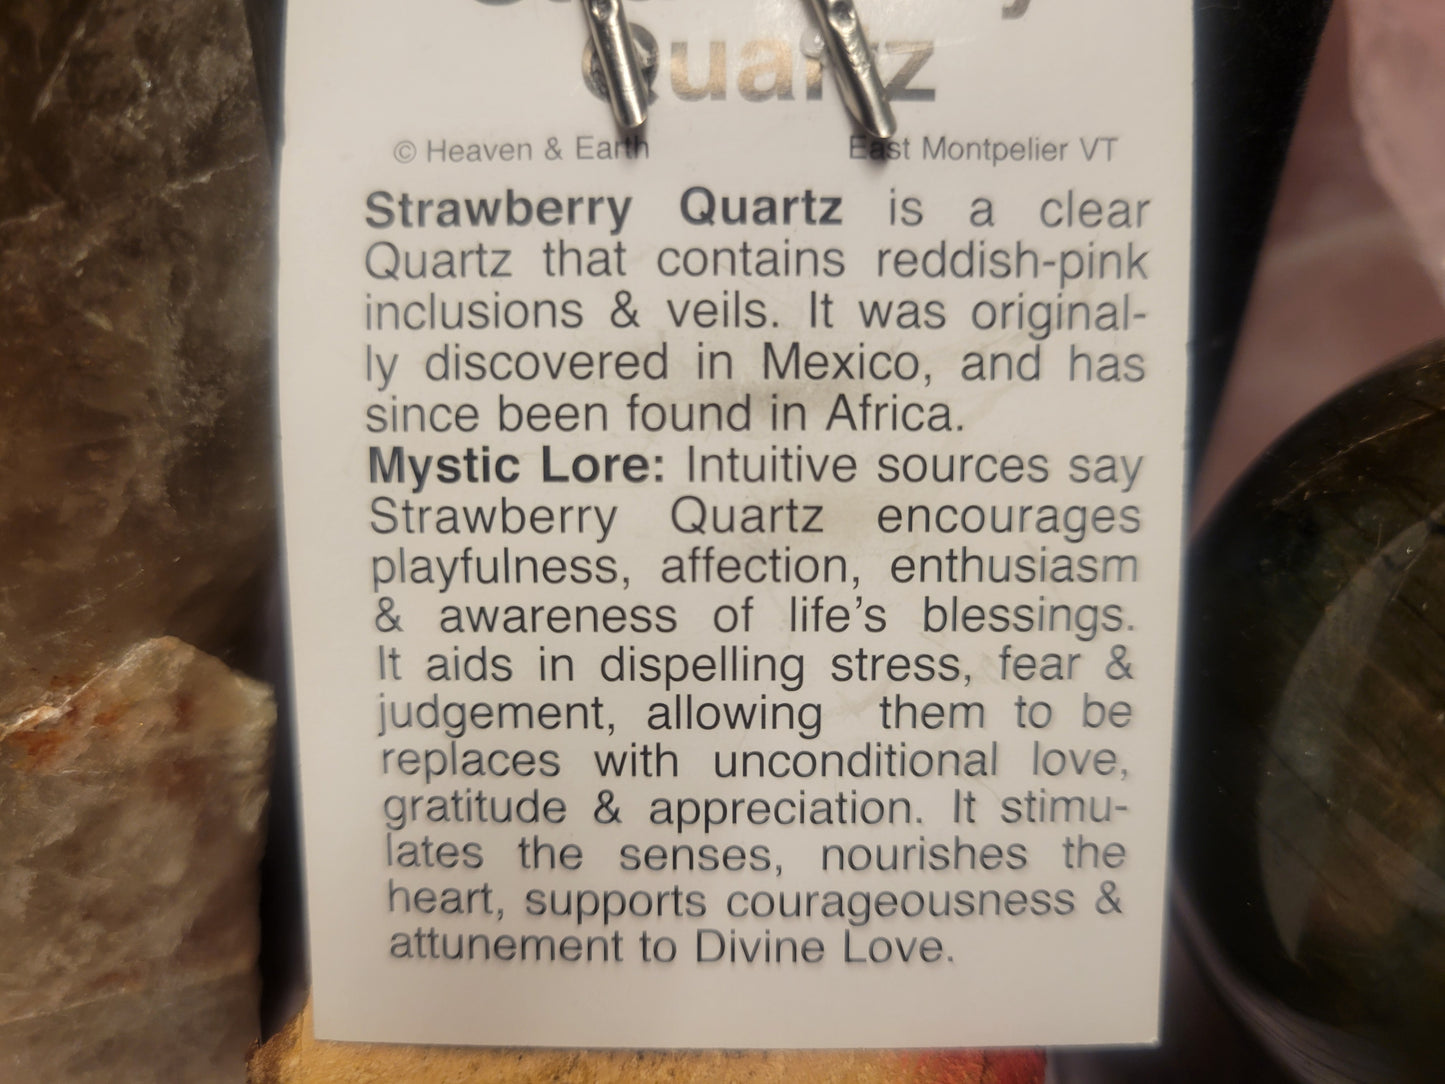 Quartz
© Heaven & Earth East Montpelier VT
Strawberry Quartz is a clear
Quartz that contains reddish-pink
inclusions & veils. It was original-
ly discovered in Mexico, and has
since been found in Africa.
Mystic Lore: Intuitive sources say
Strawberry Quartz encourages
playfulness, affection, enthusiasm
& awareness of life's blessings.
It aids in dispelling stress, fear &
judgement, allowing them to be
replaces with unconditional love,
gratitude & appreciation. It stimu-
lates the senses, nourishes the
heart, supports courageousness &
attunement to Divine Love.